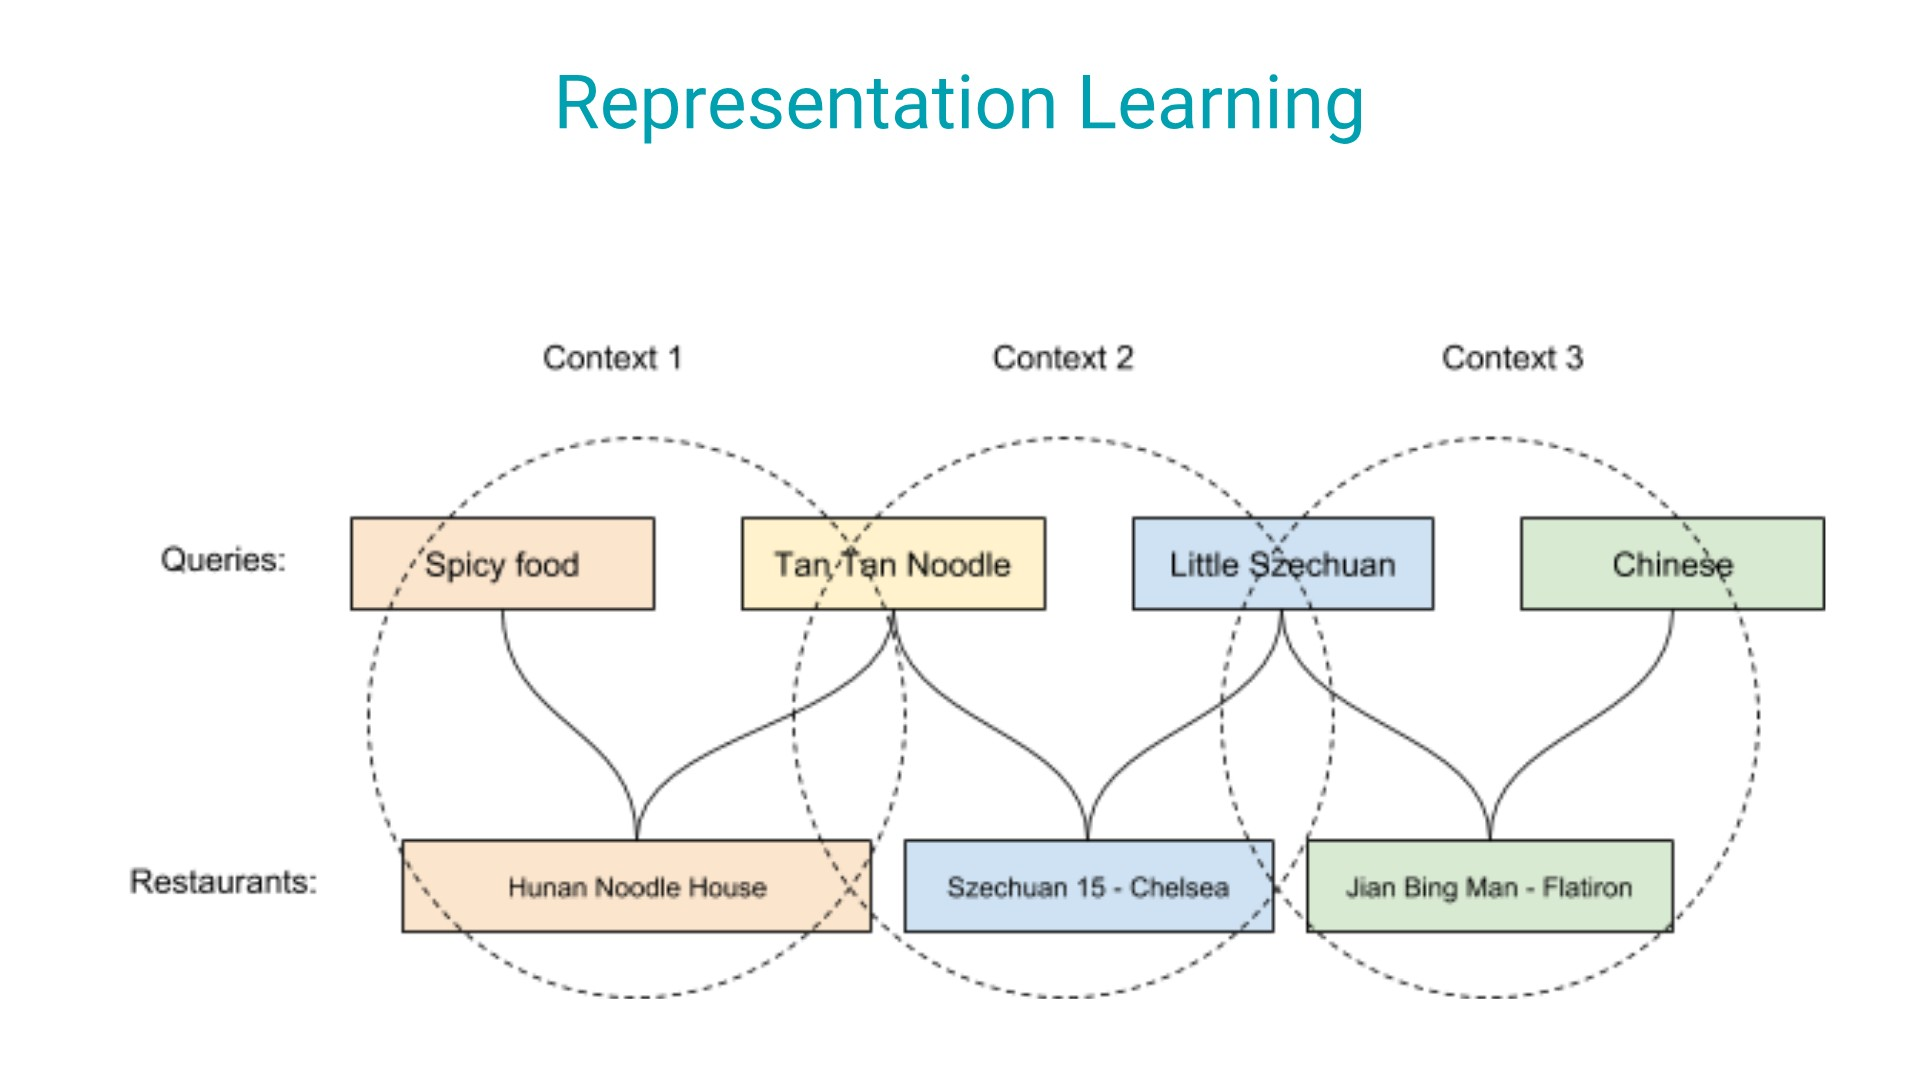 Representation Learning
Context 1
Context 2
Context 3
Queries:
Spicy food
Tan Tan Noodle
Little Szechuan
Chinese
Restaurants:
Hunan Noodle House
Szechuan 15 - Chelsea
Jian Bing Man - Flatiron